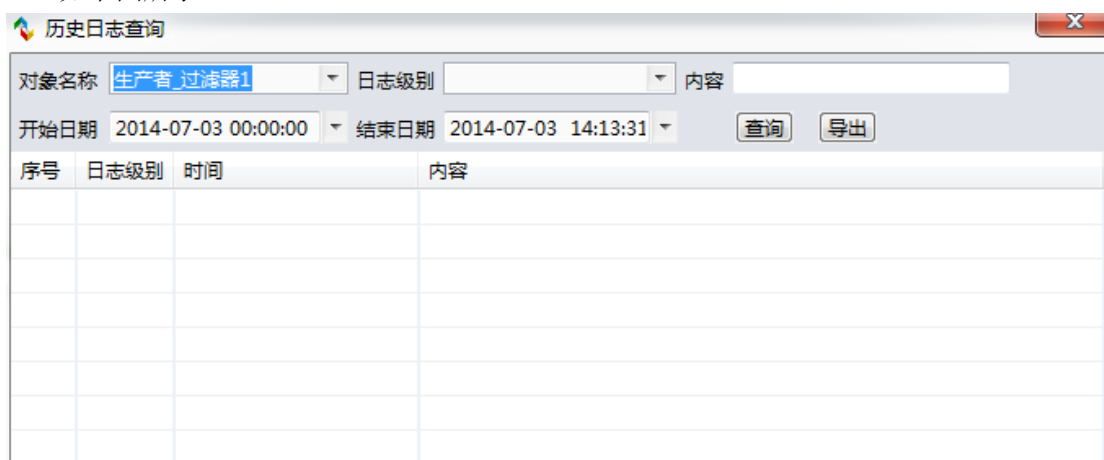 历史日志查询
对象名称 生产者_过滤器1 日志级别 内容
开始日期 2014-07-03 00:00:00 结束日期 2014-07-03 14:13:31 查询 导出
序号 日志级别 时间 内容